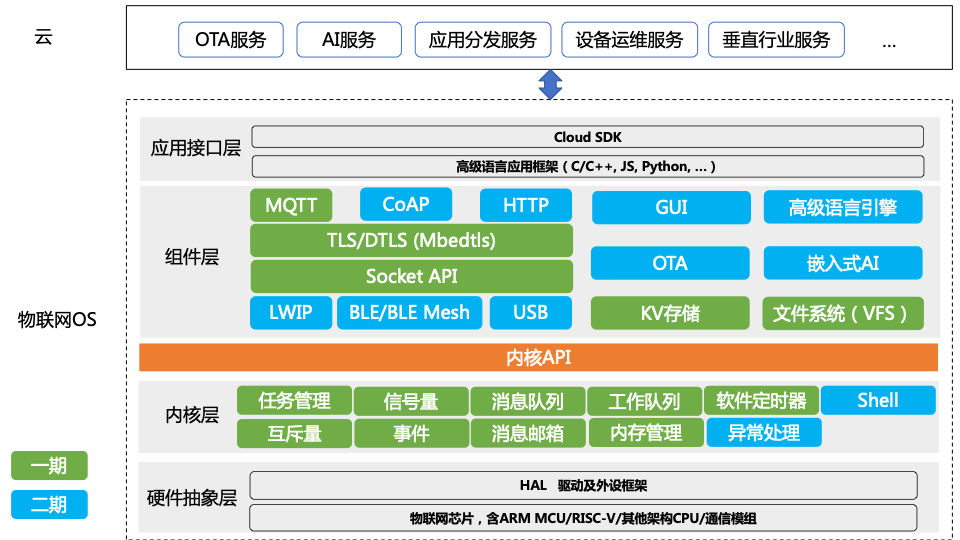 云
OTA服务 AI服务 应用分发服务 设备运维服务 垂直行业服务 ...
应用接口层
Cloud SDK
高级语言应用框架（C/C++, JS, Python, ...）
组件层
MQTT CoAP HTTP GUI 高级语言引擎
TLS/DTLS (Mbedtls)
OTA 嵌入式AI
Socket API
LWIP BLE/BLE Mesh USB KV存储 文件系统（VFS）
物联网OS
内核API
内核层
任务管理 信号量 消息队列 工作队列 软件定时器 Shell
互斥量 事件 消息邮箱 内存管理 异常处理
一期
二期
硬件抽象层
HAL 驱动及外设框架
物联网芯片，含ARM MCU/RISC-V/其他架构CPU/通信模组